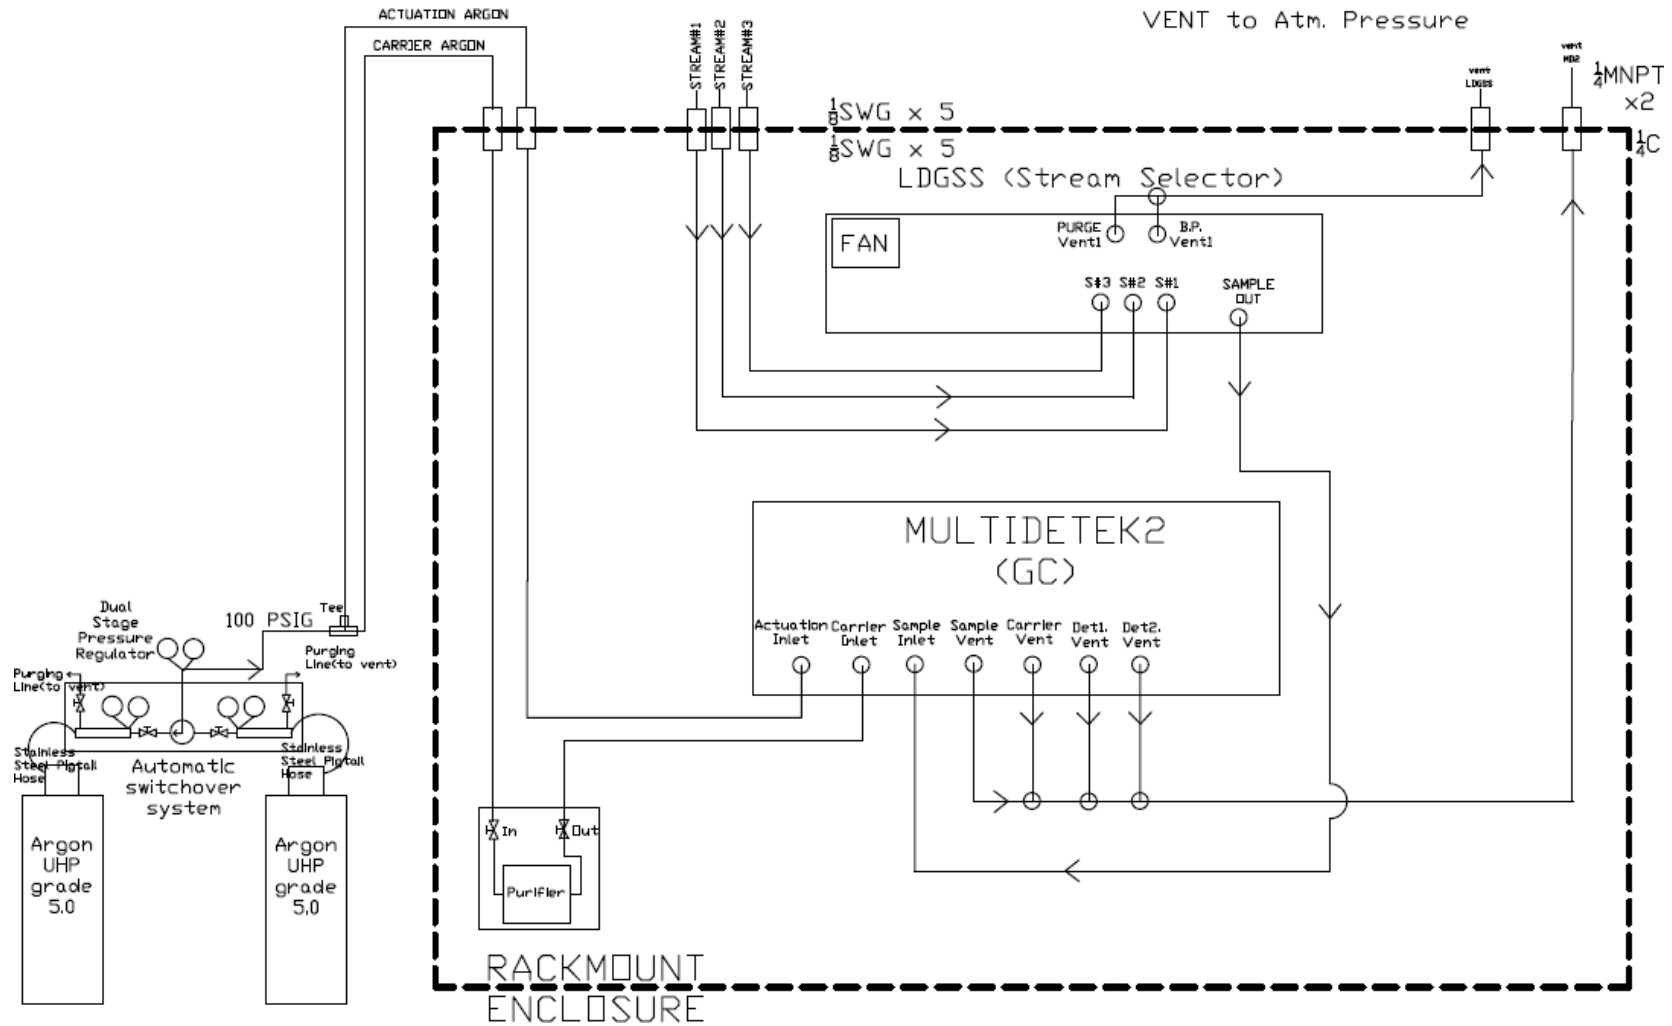 ACTUATION ARGON
CARRIER ARGON
STREAM#1
STREAM#2
STREAM#3
VENT to Atm. Pressure
vent
LDGSS
vent
MD2
1/4MNPT
x2
1/8SWG x 5
1/8SWG x 5
1/4C
LDGSS (Stream Selector)
FAN
PURGE
Vent1
B.P.
Vent1
S#3
S#2
S#1
SAMPLE
OUT
MULTIDETEK2
(GC)
Actuation
Inlet
Carrier
Inlet
Sample
Inlet
Sample
Vent
Carrier
Vent
Det1.
Vent
Det2.
Vent
Dual
Stage
Pressure
Regulator
100 PSIG
Tee
Purging
Line(to vent)
Purging
Line(to vent)
Stainless
Steel Pigtail
Hose
Stainless
Steel Pigtail
Hose
Automatic
switchover
system
Argon
UHP
grade
5.0
Argon
UHP
grade
5.0
In
Out
Purifier
RACKMOUNT
ENCLOSURE